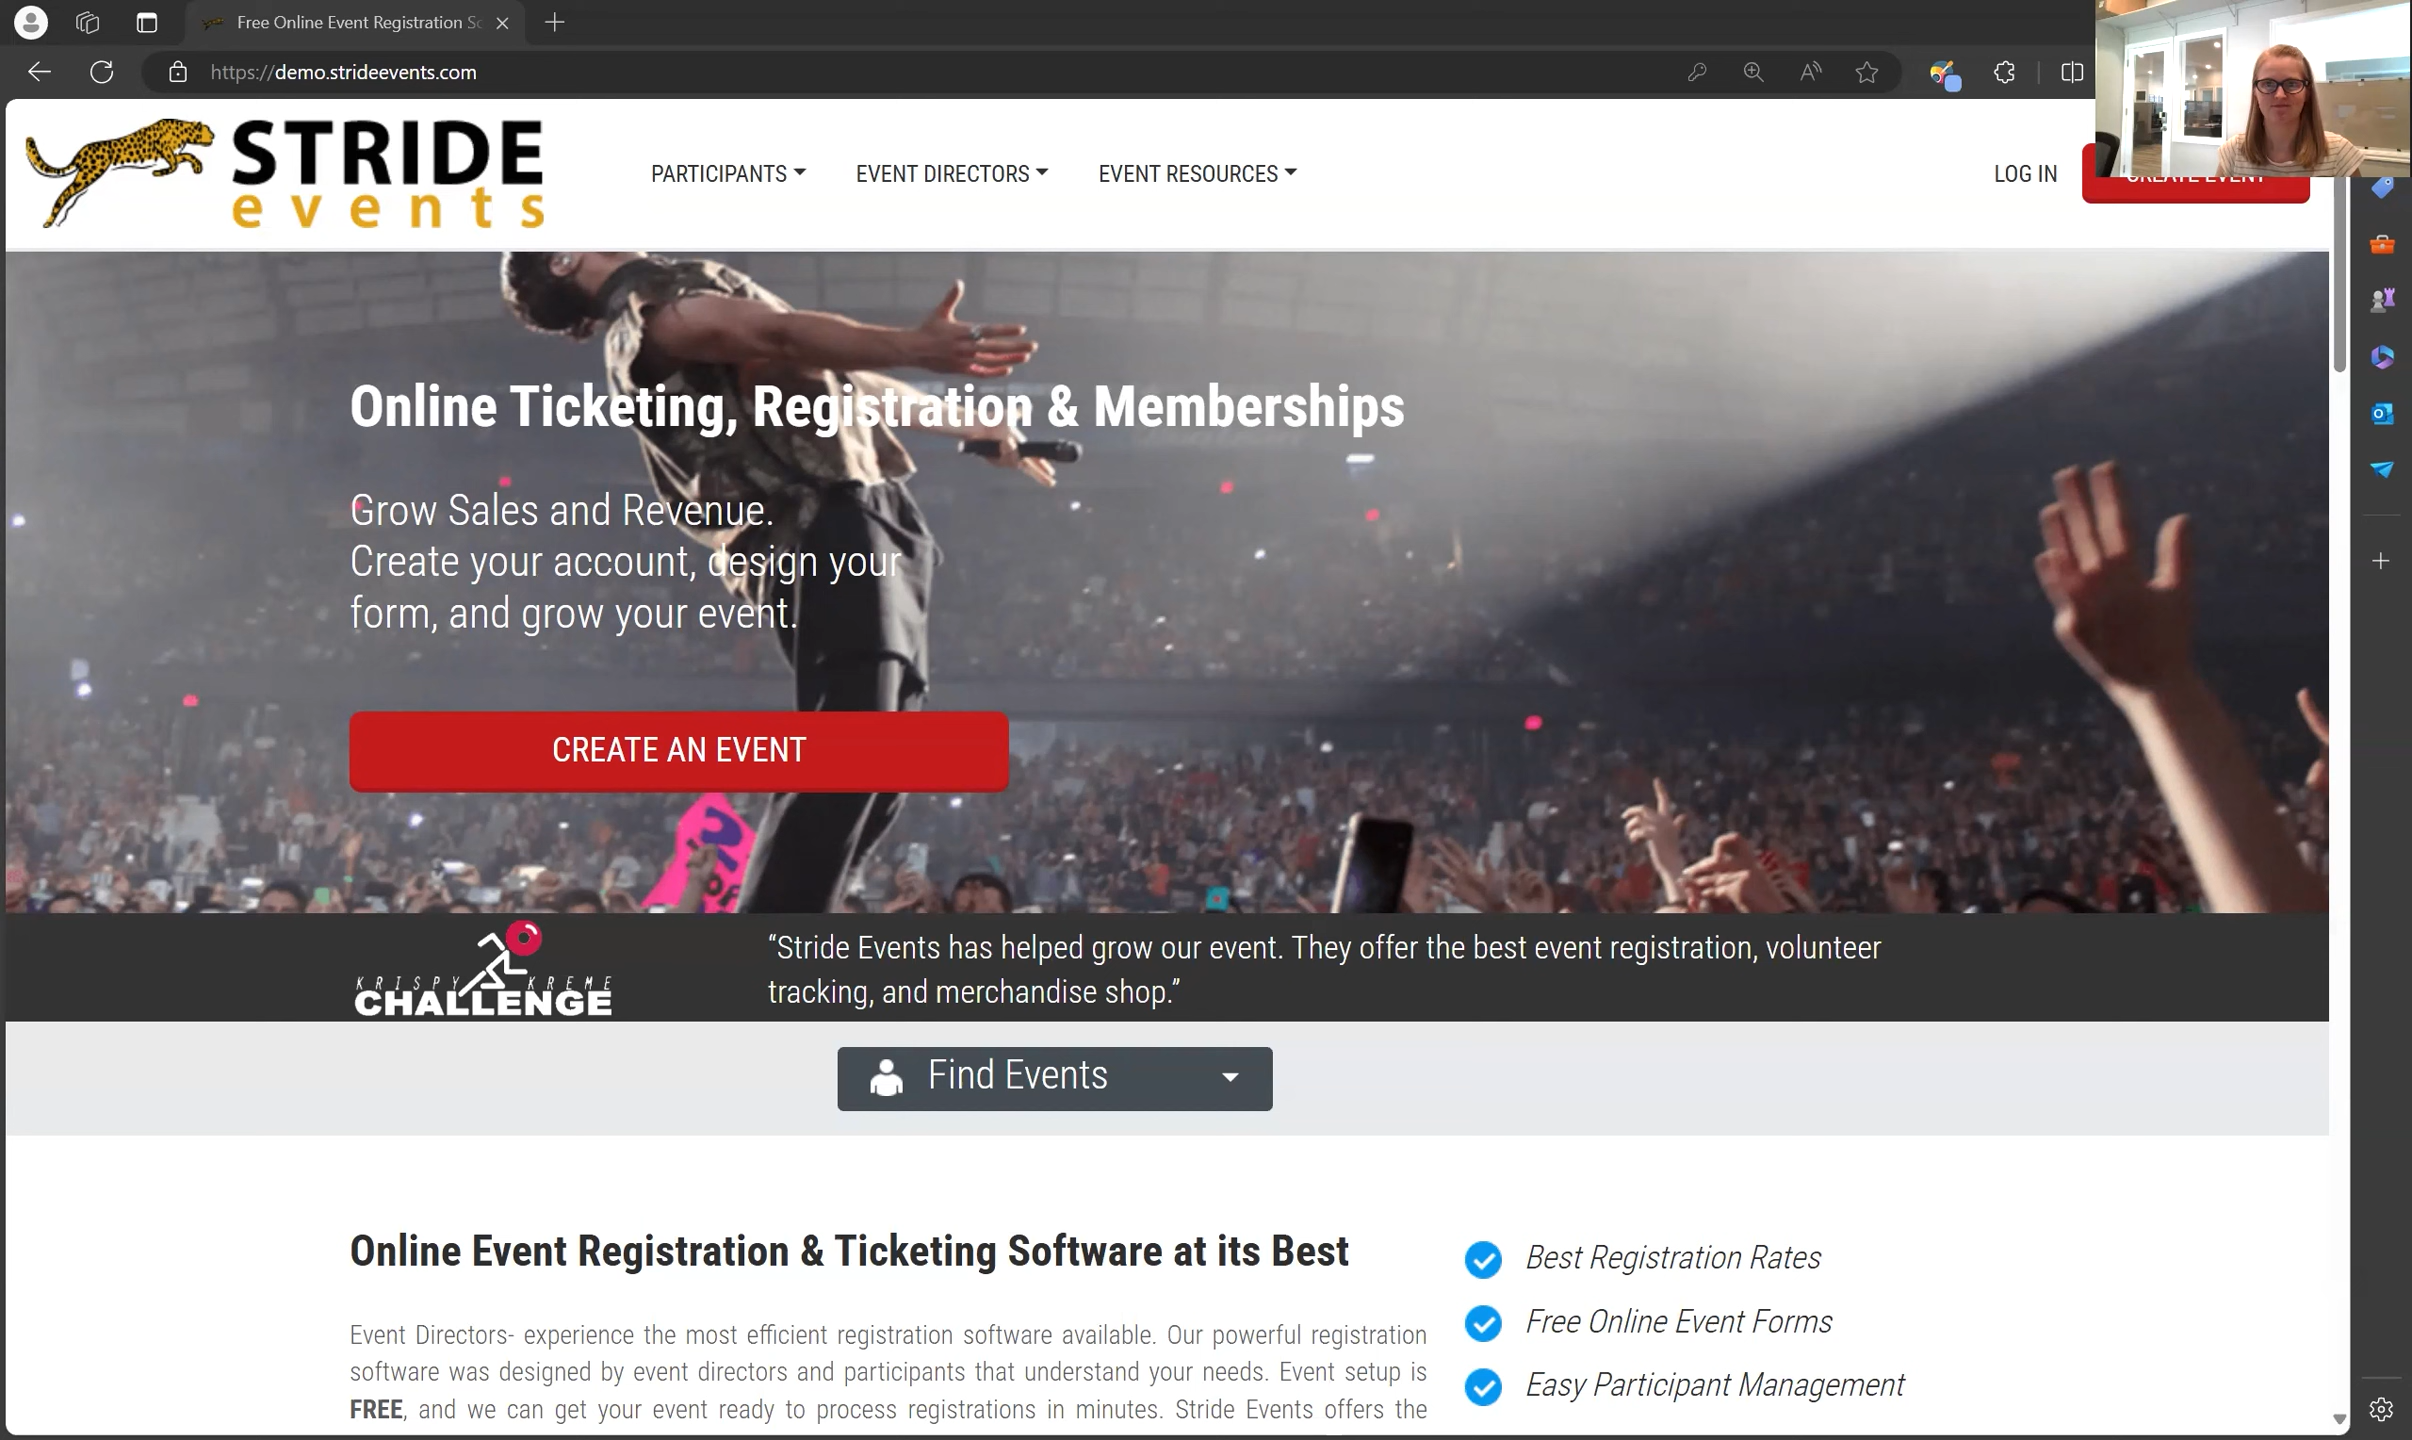 Free Online Event Registration Sc
https://demo.strideevents.com
STRIDE
events
PARTICIPANTS
EVENT DIRECTORS
EVENT RESOURCES
LOG IN
CREATE EVENT
Online Ticketing, Registration & Memberships
Grow Sales and Revenue.
Create your account, design your
form, and grow your event.
CREATE AN EVENT
KRISPY KREME
CHALLENGE
“Stride Events has helped grow our event. They offer the best event registration, volunteer
tracking, and merchandise shop.”
Find Events
Online Event Registration & Ticketing Software at its Best
Event Directors- experience the most efficient registration software available. Our powerful registration
software was designed by event directors and participants that understand your needs. Event setup is
FREE, and we can get your event ready to process registrations in minutes. Stride Events offers the
Best Registration Rates
Free Online Event Forms
Easy Participant Management